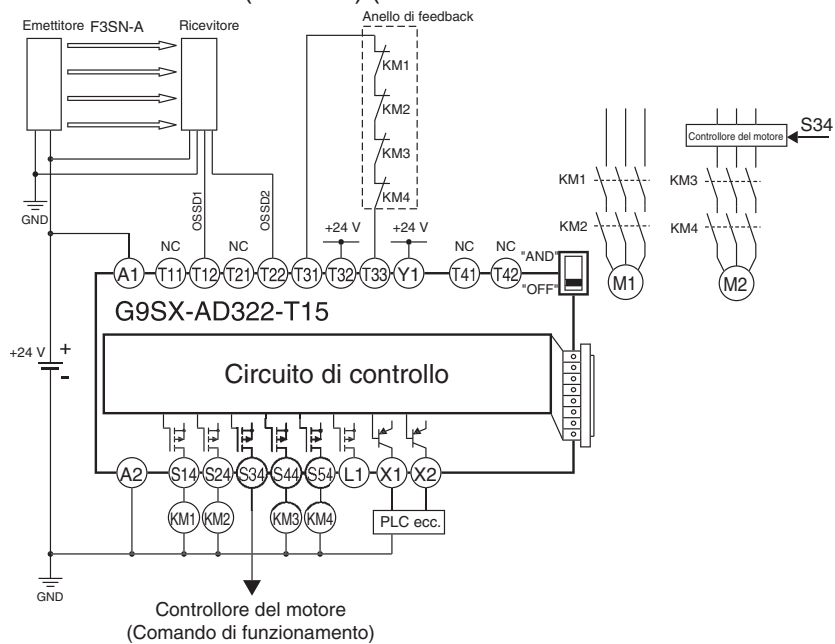 Anello di feedback
Emettitore F3SN-A Ricevitore
KM1
KM2
KM3
KM4
S34
Controllore del motore
KM1
KM2
KM3
KM4
M1
M2
GND
OSSD1
OSSD2
+24 V
+24 V
NC
NC
NC
NC
"AND"
"OFF"
A1 T11 T12 T21 T22 T31 T32 T33 Y1 T41 T42
G9SX-AD322-T15
+24 V
+
-
Circuito di controllo
A2 S14 S24 S34 S44 S54 L1 X1 X2
KM1 KM2 KM3 KM4
PLC ecc.
GND
Controllore del motore
(Comando di funzionamento)